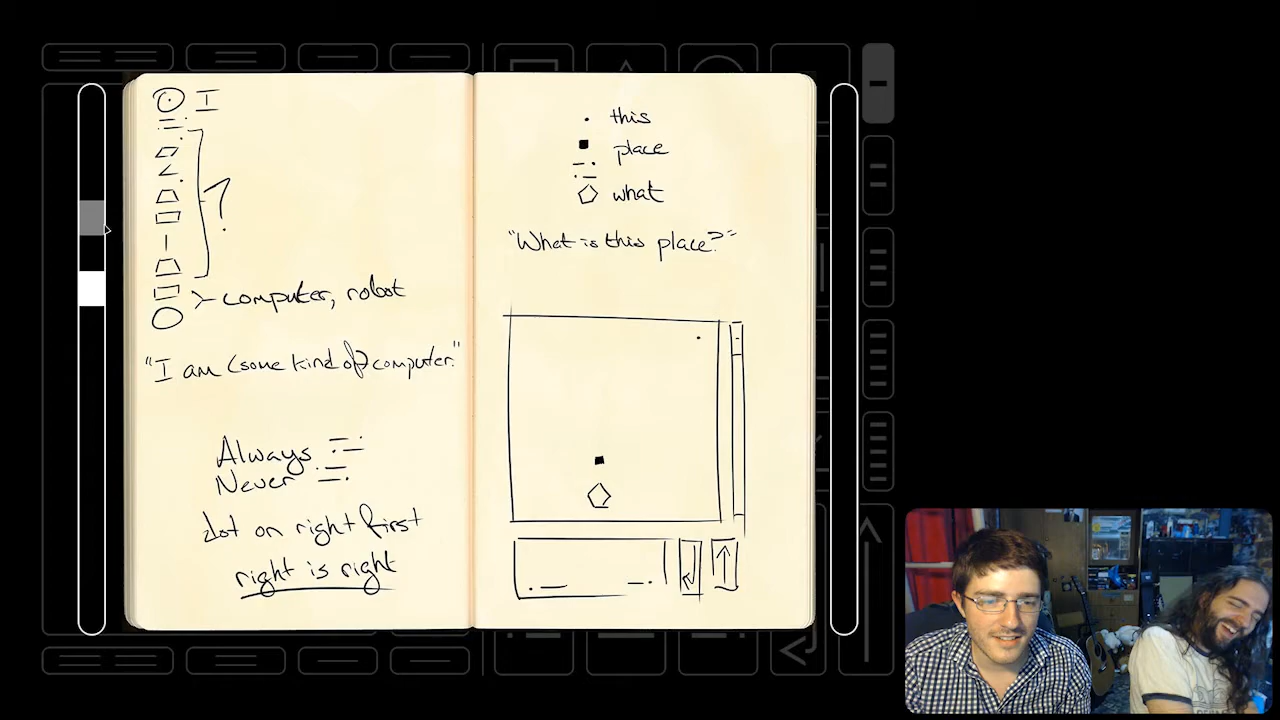 I
?
computer, robot
"I am (some kind of) computer."
Always
Never
dot on right first
right is right
this
place
what
"What is this place?"